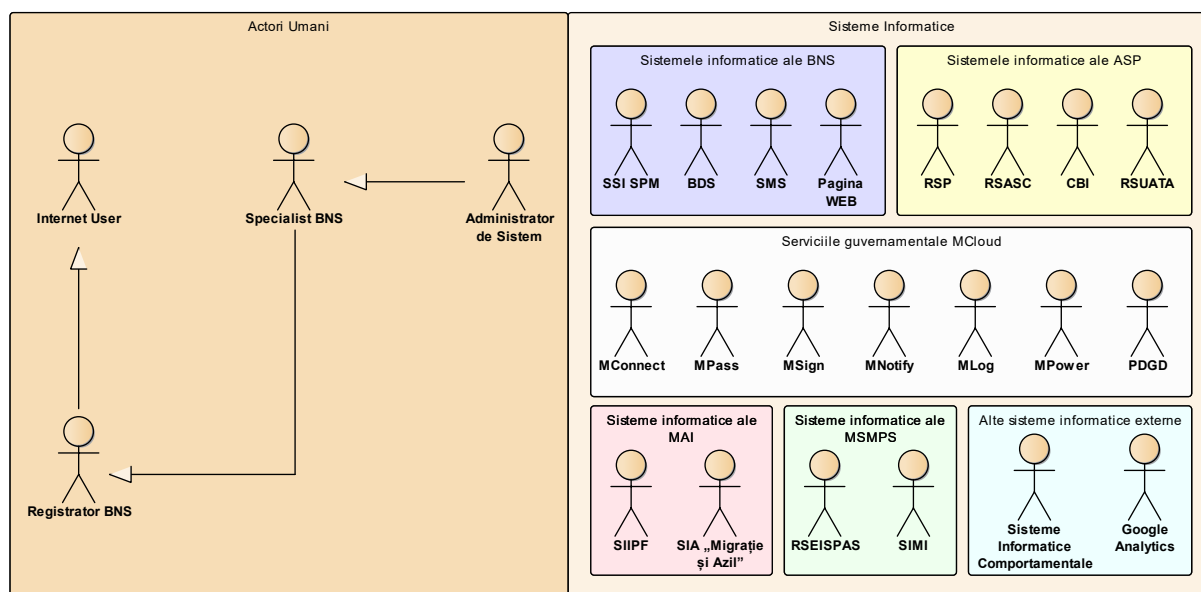 Actori Umani
Internet User
Specialist BNS
Administrator
de Sistem
Registrator BNS
Sisteme Informatice
Sistemele informatice ale BNS
SSI SPM
BDS
SMS
Pagina
WEB
Sistemele informatice ale ASP
RSP
RSASC
CBI
RSUATA
Serviciile guvernamentale MCloud
MConnect
MPass
MSign
MNotify
MLog
MPower
PDGD
Sisteme informatice ale
MAI
SIIPF
SIA „Migrație
și Azil”
Sisteme informatice ale
MSMPS
RSEISPAS
SIMI
Alte sisteme informatice externe
Sisteme
Informatice
Comportamentale
Google
Analytics